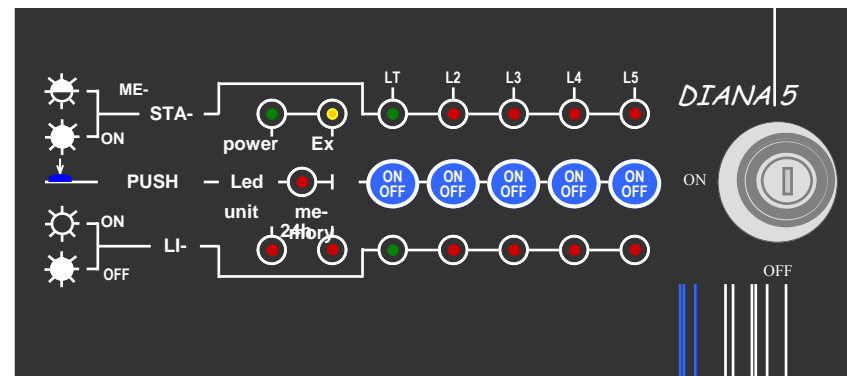 LT L2 L3 L4 L5
ME-
STA-
ON
power Ex
DIANA 5
PUSH Led
ON OFF ON OFF ON OFF ON OFF ON OFF
ON
unit me-
mory
24h
ON
LI-
OFF
OFF